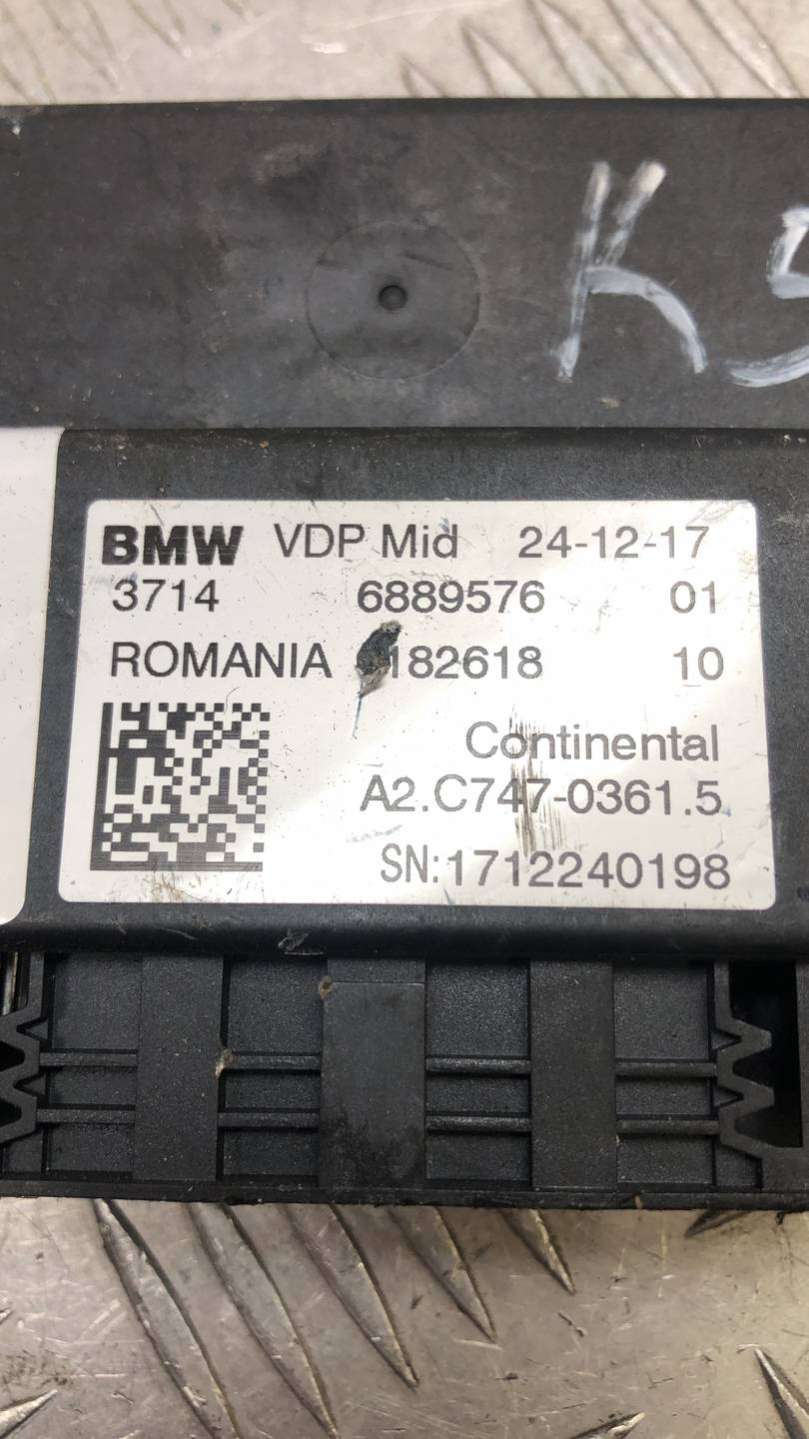 K5
BMW VDP Mid 24-12-17
3714 6889576 01
ROMANIA 182618 10
Continental
A2.C747-0361.5
SN:1712240198